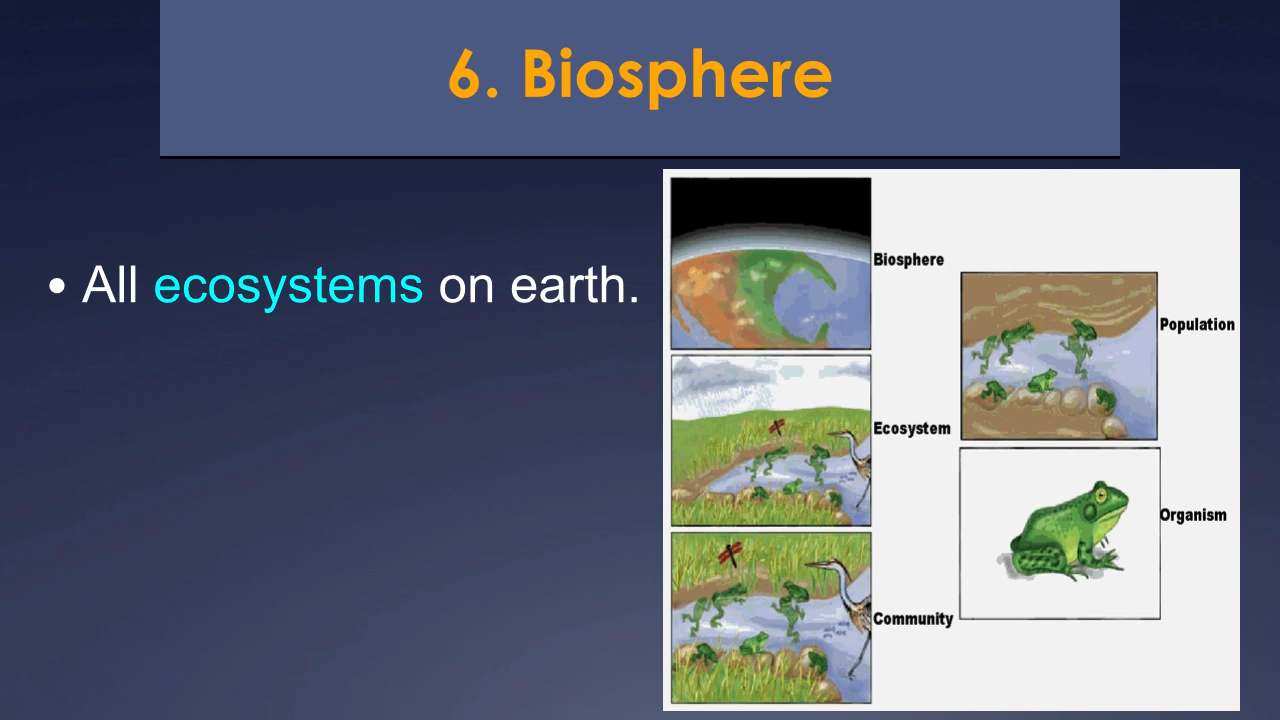 6. Biosphere
• All ecosystems on earth.
Biosphere
Ecosystem
Community
Population
Organism